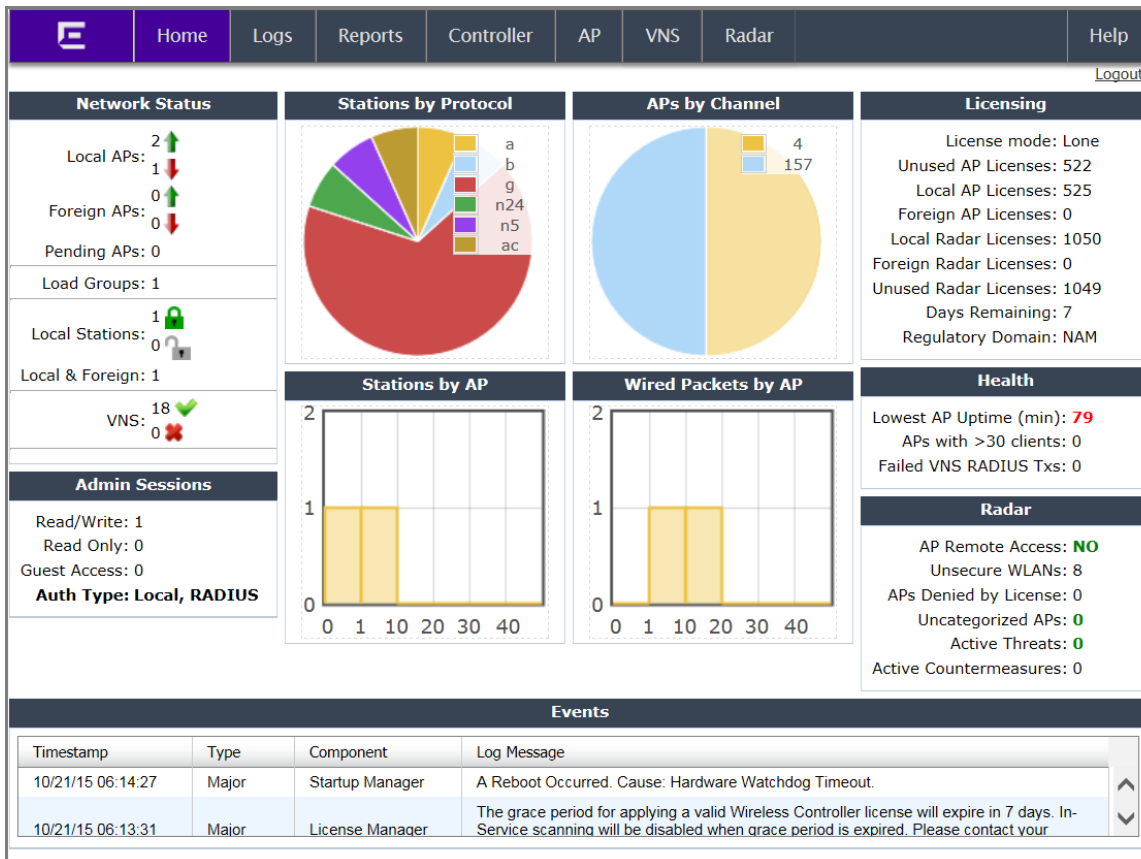 Home Logs Reports Controller AP VNS Radar Help
Logout
Network Status
Local APs: 2
1
Foreign APs: 0
0
Pending APs: 0
Load Groups: 1
Local Stations: 1
0
Local & Foreign: 1
VNS: 18
0
Admin Sessions
Read/Write: 1
Read Only: 0
Guest Access: 0
Auth Type: Local, RADIUS
Stations by Protocol
a
b
g
n24
n5
ac
APs by Channel
4
157
Stations by AP
2
1
0
0 1 10 20 30 40
Wired Packets by AP
2
1
0
0 1 10 20 30 40
Licensing
License mode: Lone
Unused AP Licenses: 522
Local AP Licenses: 525
Foreign AP Licenses: 0
Local Radar Licenses: 1050
Foreign Radar Licenses: 0
Unused Radar Licenses: 1049
Days Remaining: 7
Regulatory Domain: NAM
Health
Lowest AP Uptime (min): 79
APs with >30 clients: 0
Failed VNS RADIUS Txs: 0
Radar
AP Remote Access: NO
Unsecure WLANs: 8
APs Denied by License: 0
Uncategorized APs: 0
Active Threats: 0
Active Countermeasures: 0
Events
Timestamp Type Component Log Message
10/21/15 06:14:27 Major Startup Manager A Reboot Occurred. Cause: Hardware Watchdog Timeout.
10/21/15 06:13:31 Major License Manager The grace period for applying a valid Wireless Controller license will expire in 7 days. In-
Service scanning will be disabled when grace period is expired. Please contact your